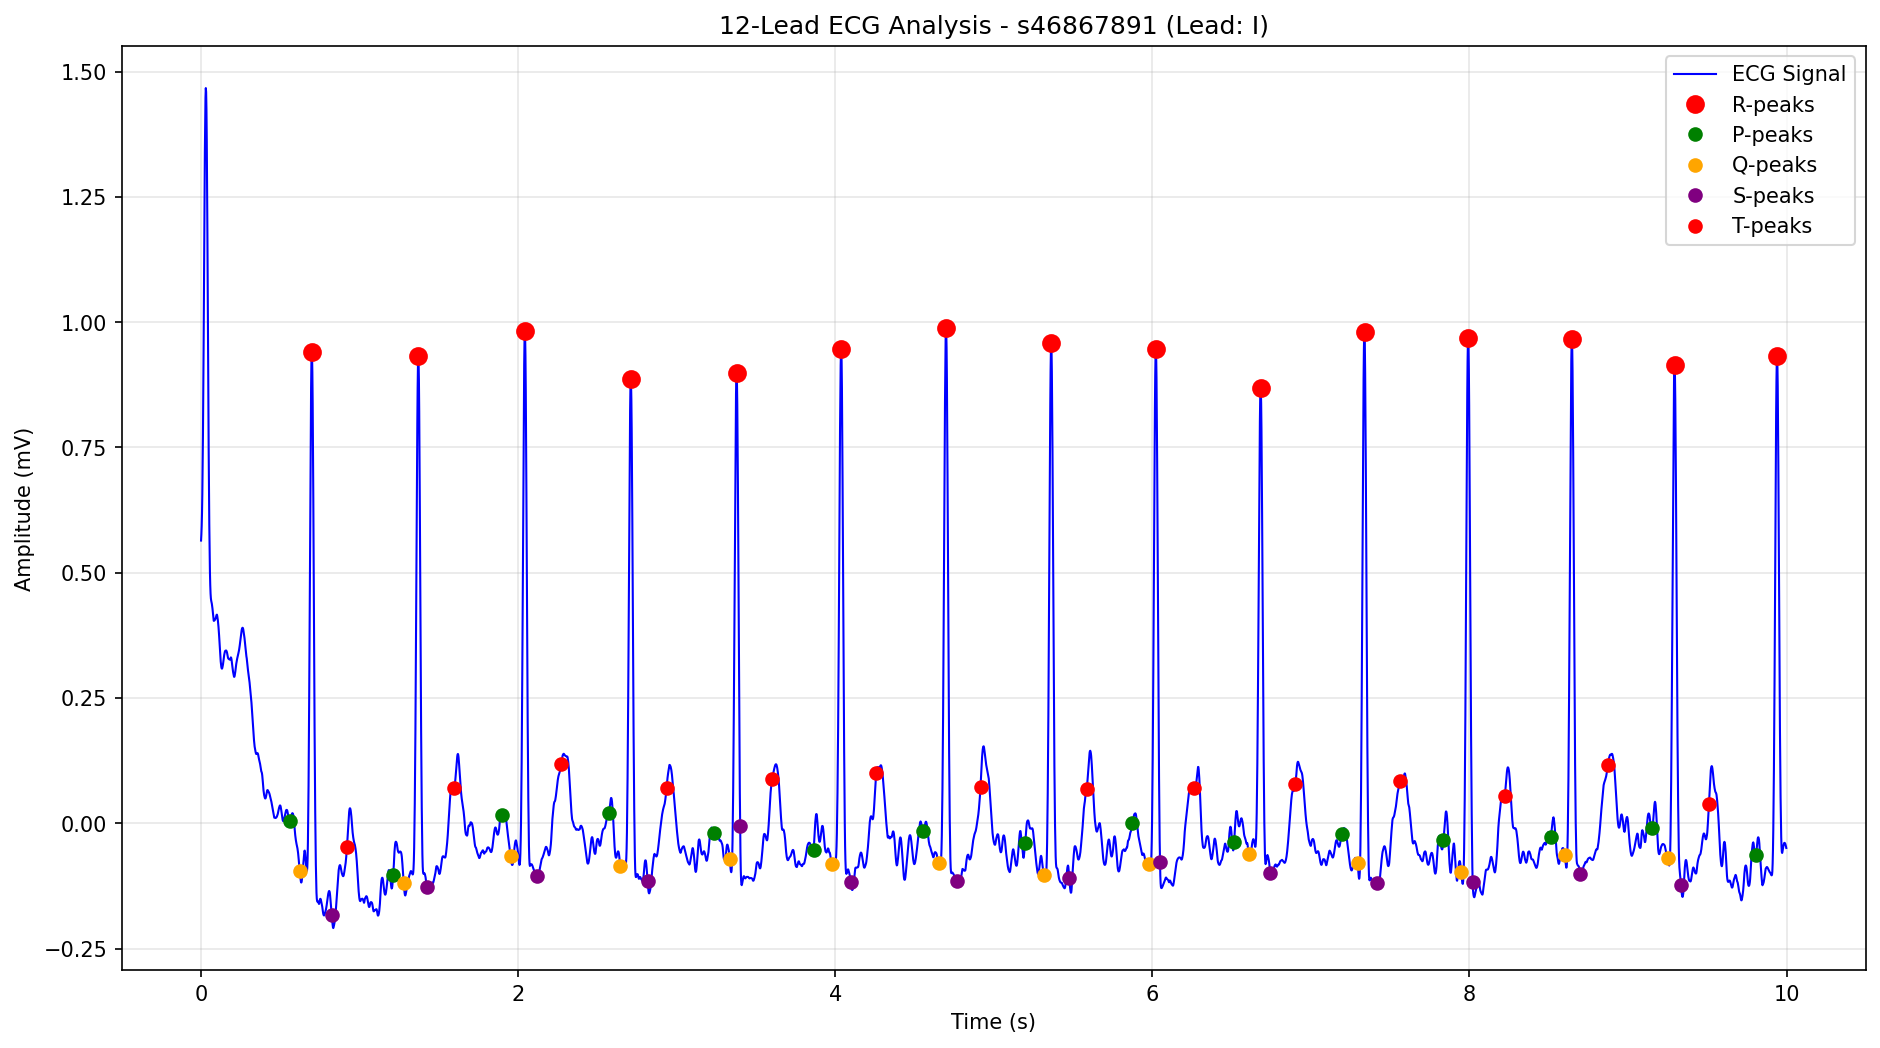 12-Lead ECG Analysis - s46867891 (Lead: I)
1.50
1.25
1.00
0.75
0.50
0.25
0.00
−0.25
Amplitude (mV)
ECG Signal
R-peaks
P-peaks
Q-peaks
S-peaks
T-peaks
0 2 4 6 8 10
Time (s)